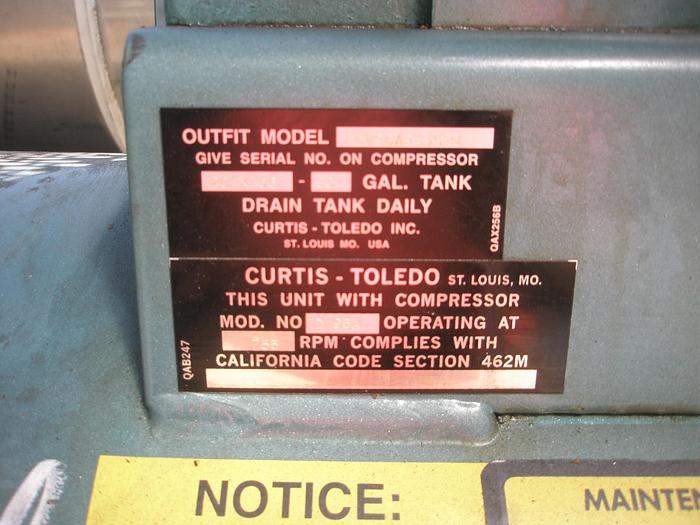 OUTFIT MODEL
GIVE SERIAL NO. ON COMPRESSOR
- GAL. TANK
DRAIN TANK DAILY
CURTIS - TOLEDO INC.
ST. LOUIS MO. USA
QAX256B
CURTIS - TOLEDO ST. LOUIS, MO.
THIS UNIT WITH COMPRESSOR
MOD. NO OPERATING AT
755 RPM COMPLIES WITH
CALIFORNIA CODE SECTION 462M
QAB247
NOTICE: